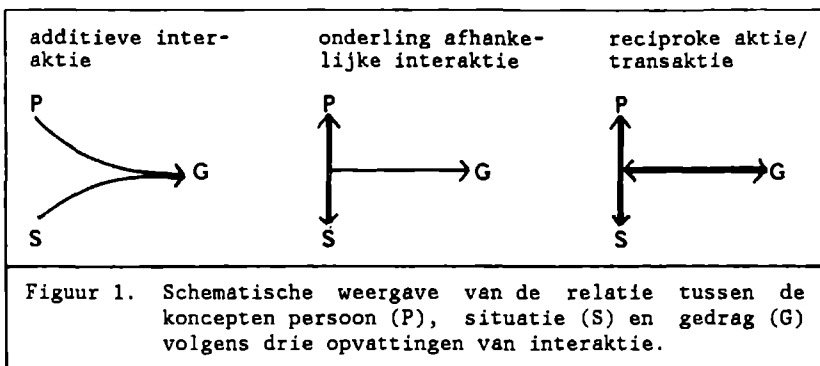 additieve inter-
aktie
P
G
S
onderling afhanke-
lijke interaktie
P
G
S
reciproke aktie/
transaktie
P
G
S
Figuur 1. Schematische weergave van de relatie tussen de
koncepten persoon (P), situatie (S) en gedrag (G)
volgens drie opvattingen van interaktie.